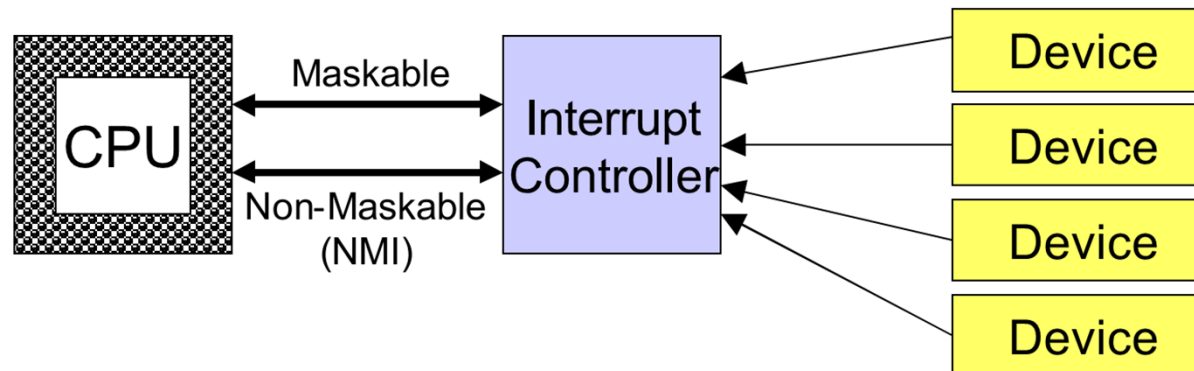 CPU
Maskable
Non-Maskable
(NMI)
Interrupt
Controller
Device
Device
Device
Device